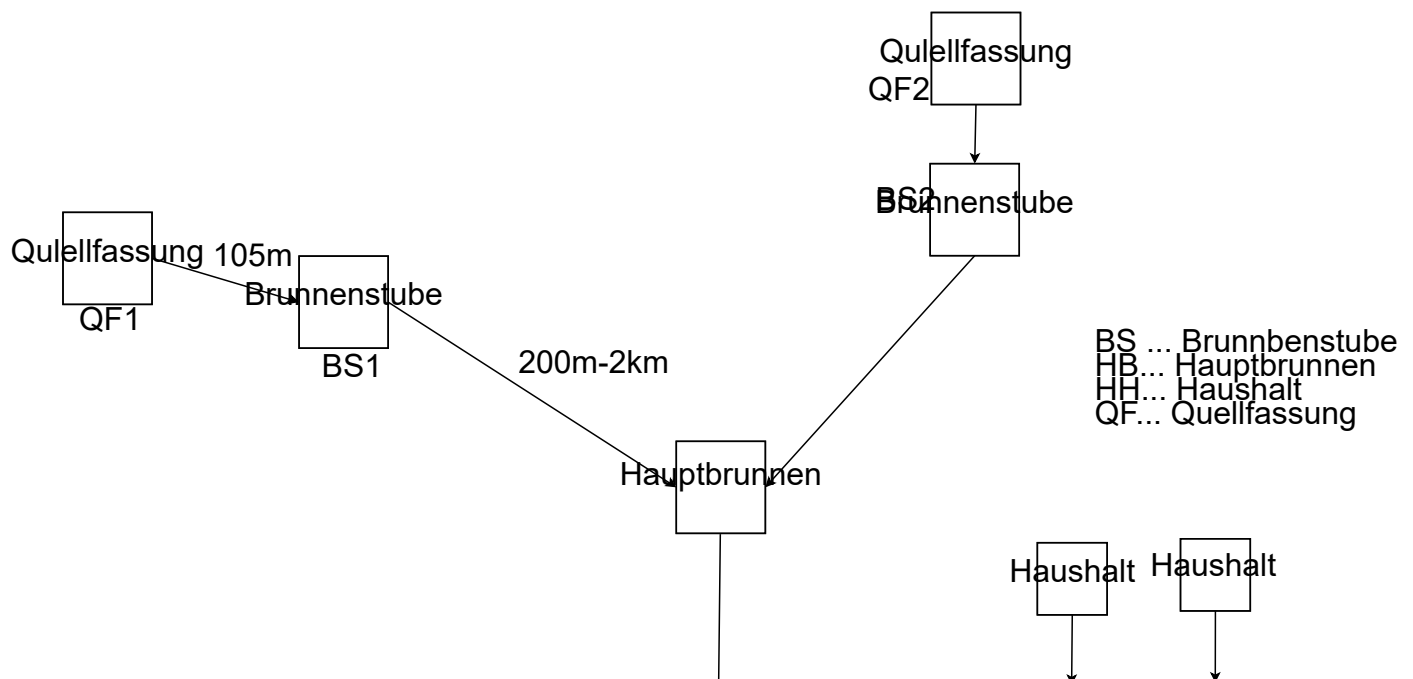 Qulellfassung
QF2
BS2
Brunnenstube
Qulellfassung
105m
Brunnenstube
QF1
BS1
200m-2km
BS ... Brunnbenstube
HB... Hauptbrunnen
HH... Haushalt
QF... Quellfassung
Hauptbrunnen
Haushalt
Haushalt